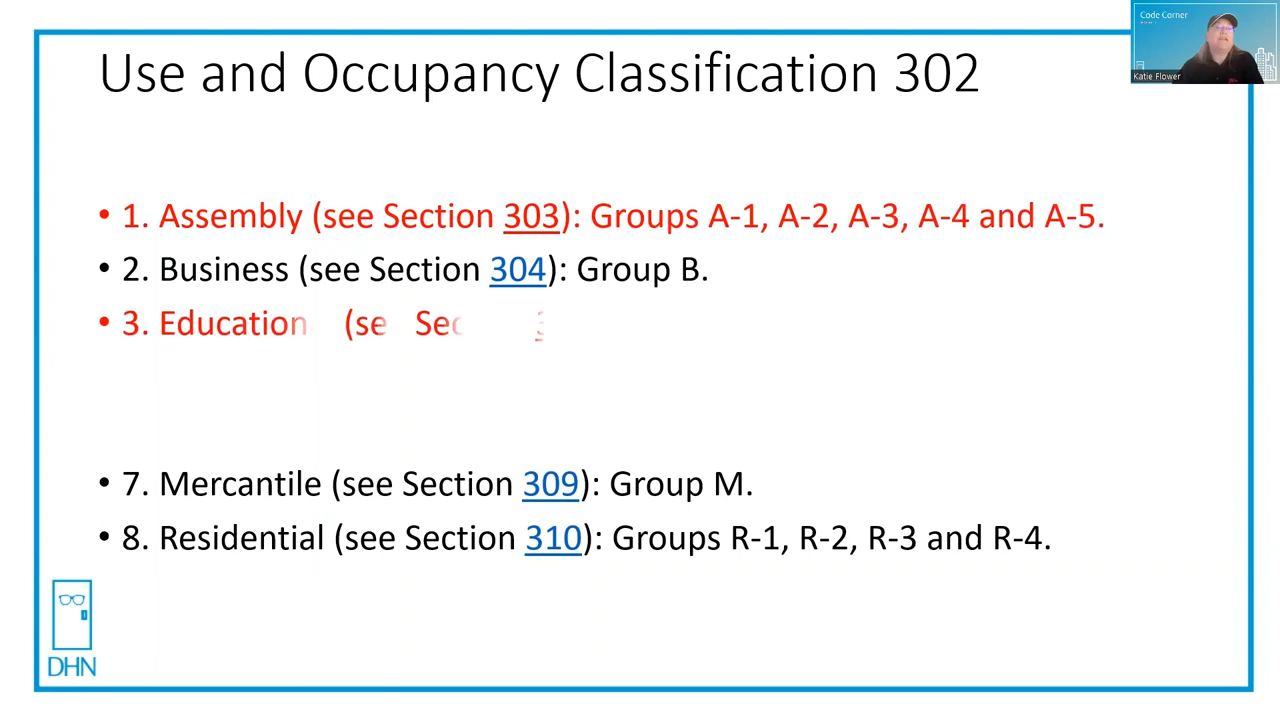 Code Corner
Katie Flower
Use and Occupancy Classification 302
• 1. Assembly (see Section 303): Groups A-1, A-2, A-3, A-4 and A-5.
• 2. Business (see Section 304): Group B.
• 3. Education (se Sec
• 7. Mercantile (see Section 309): Group M.
• 8. Residential (see Section 310): Groups R-1, R-2, R-3 and R-4.
DHN